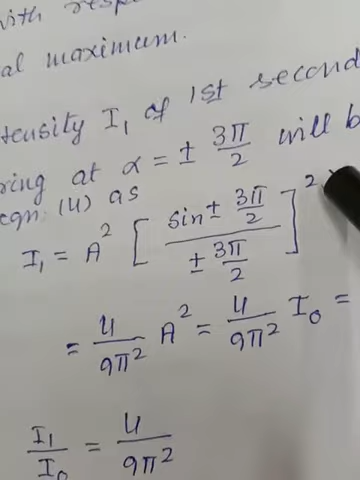 with resp
al maximum.
tensity I₁ of 1st second
ring at α = ± 3π/2 will b
eqn. (4) as
I₁ = A² [ sin ± 3π/2 / ± 3π/2 ]²
= 4/9π² A² = 4/9π² I₀ =
I₁/I₀ = 4/9π²